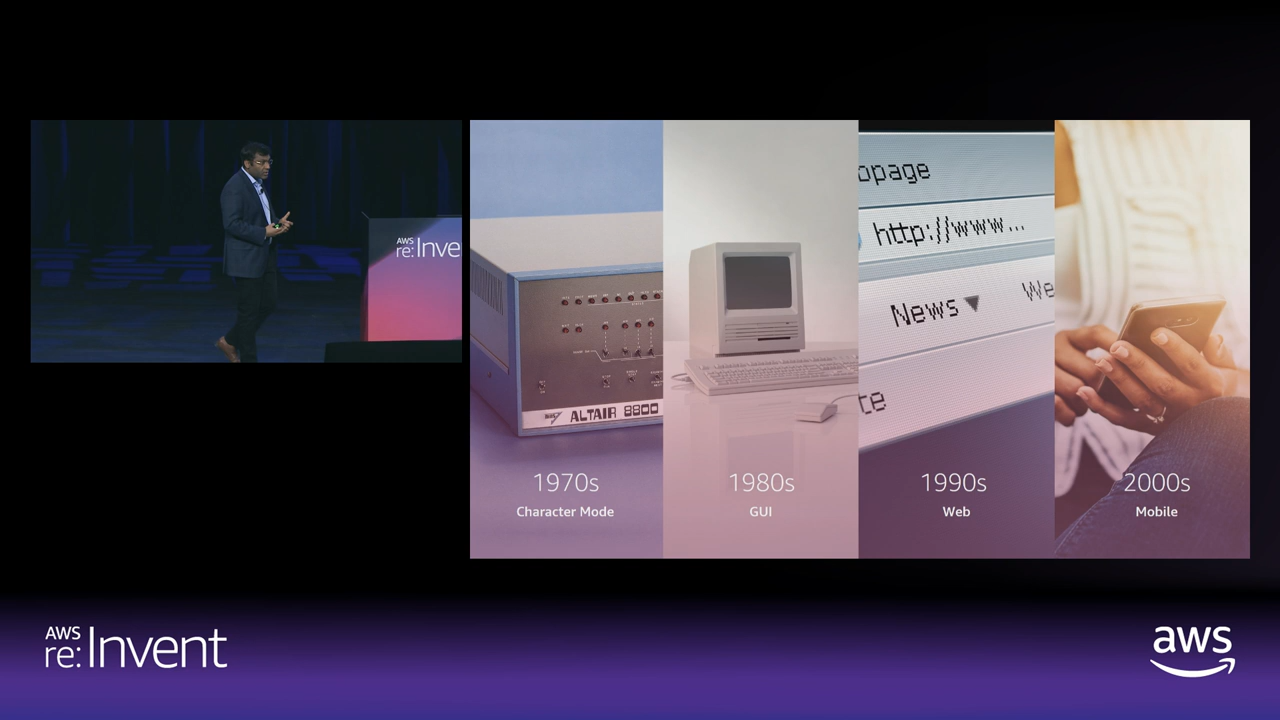 AWS
re:Inve
opage
http://www...
News
We
te
ALTAIR 8800
1970s
Character Mode
1980s
GUI
1990s
Web
2000s
Mobile
AWS
re:Invent
aws